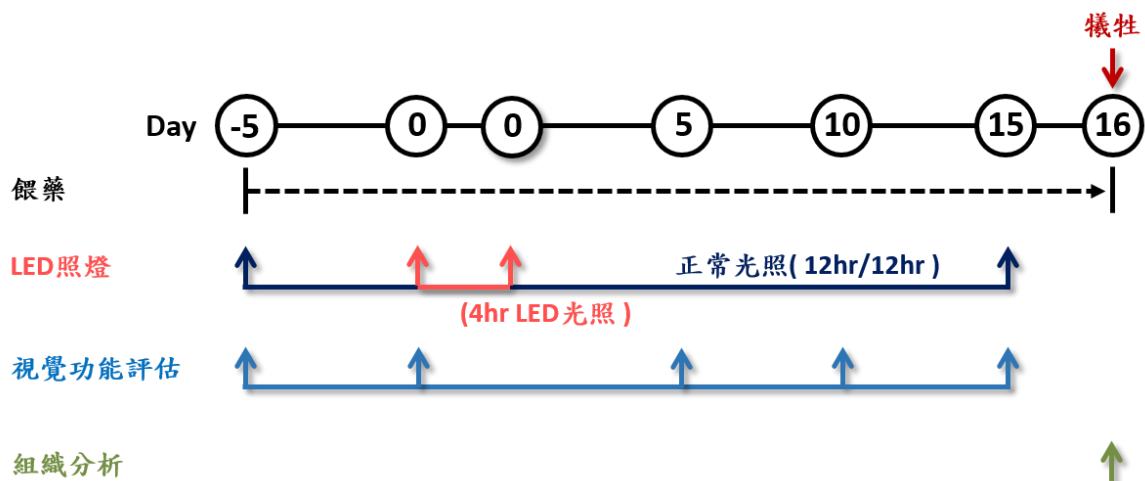 犧牲
Day -5 0 0 5 10 15 16
餵藥
LED照燈
正常光照( 12hr/12hr )
(4hr LED光照 )
視覺功能評估
組織分析